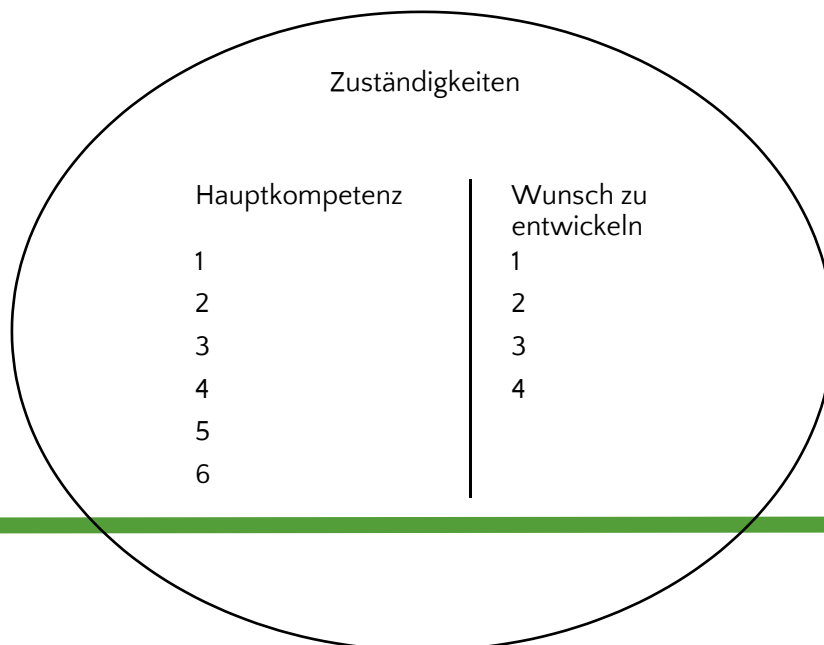 Zuständigkeiten
Hauptkompetenz
1
2
3
4
5
6
Wunsch zu
entwickeln
1
2
3
4